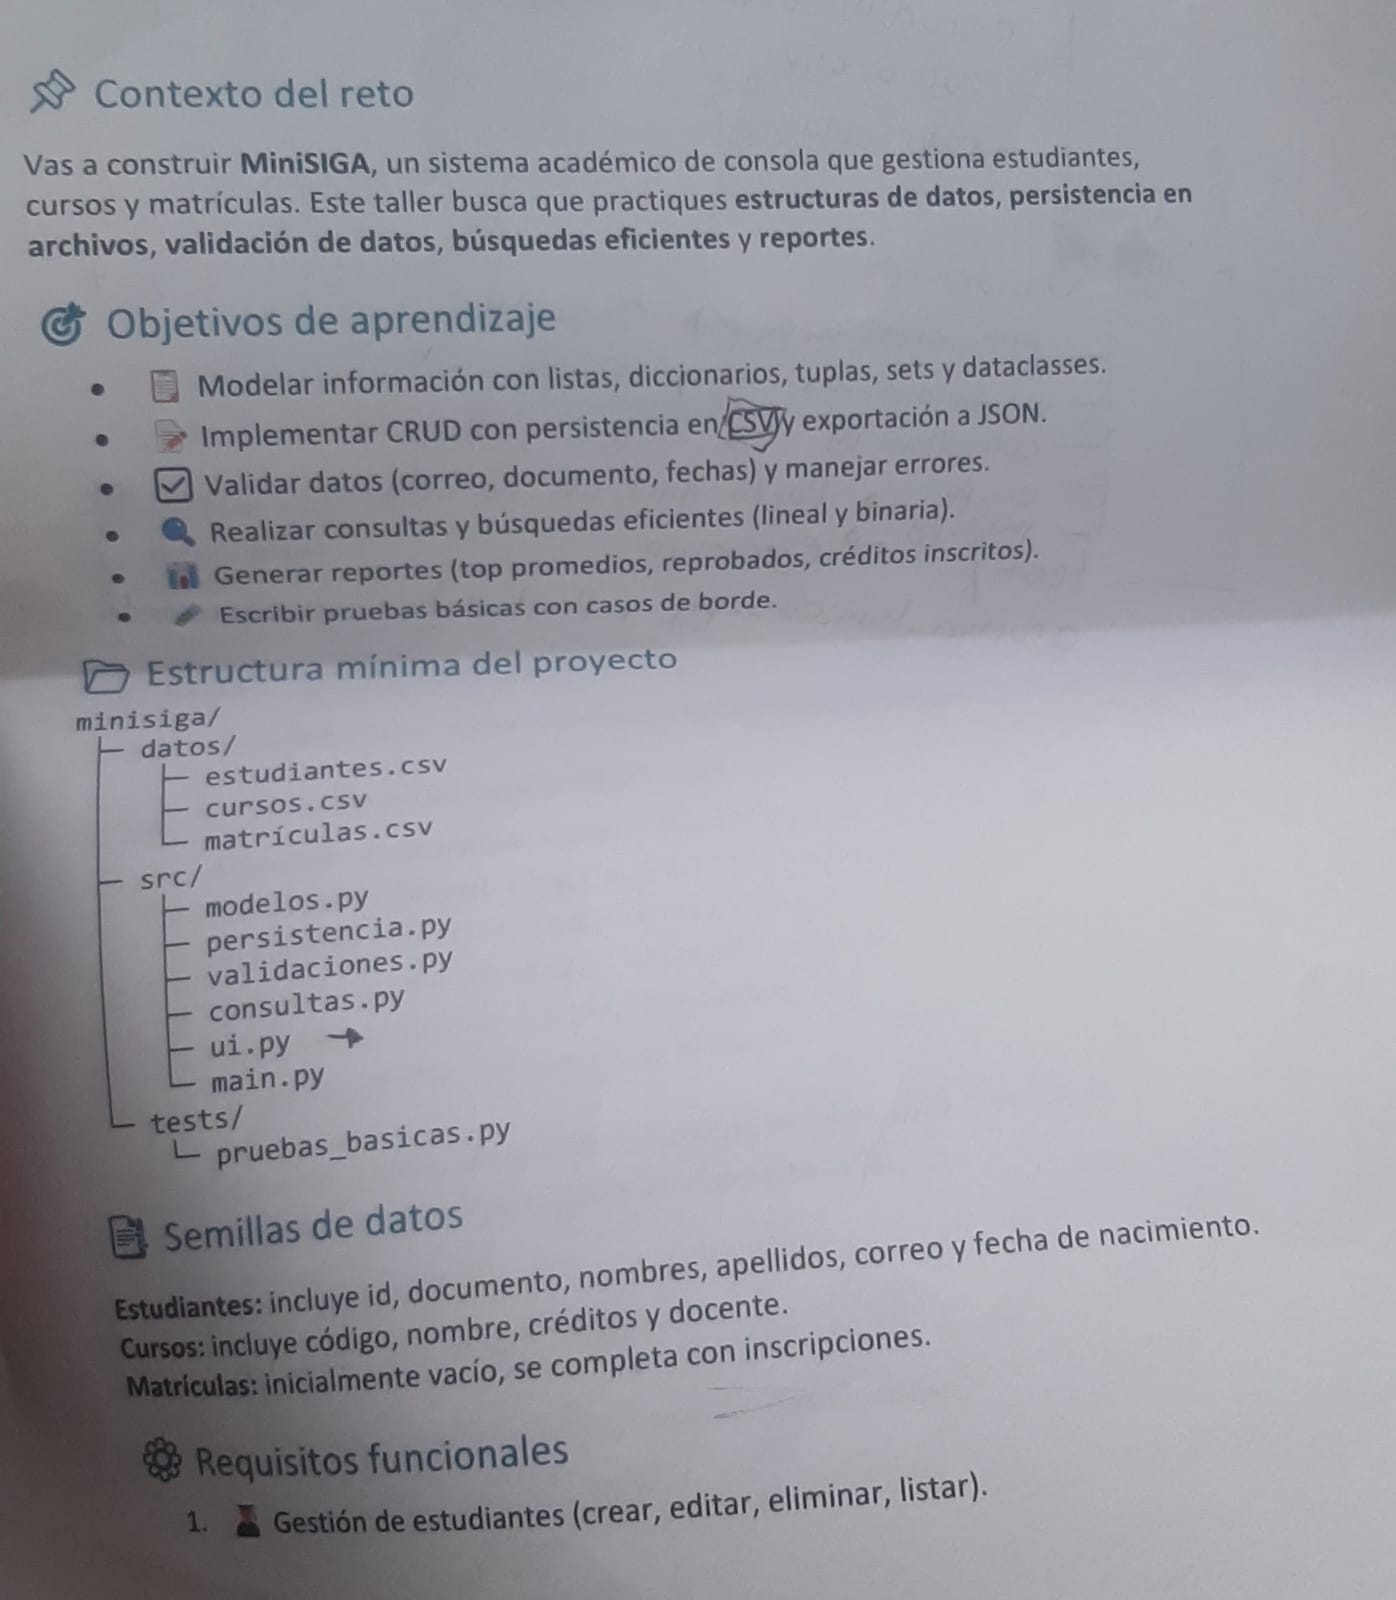 Contexto del reto
Vas a construir MiniSIGA, un sistema académico de consola que gestiona estudiantes,
cursos y matrículas. Este taller busca que practiques estructuras de datos, persistencia en
archivos, validación de datos, búsquedas eficientes y reportes.
Objetivos de aprendizaje
• Modelar información con listas, diccionarios, tuplas, sets y dataclasses.
• Implementar CRUD con persistencia en CSV y exportación a JSON.
• Validar datos (correo, documento, fechas) y manejar errores.
• Realizar consultas y búsquedas eficientes (lineal y binaria).
• Generar reportes (top promedios, reprobados, créditos inscritos).
• Escribir pruebas básicas con casos de borde.
Estructura mínima del proyecto
minisiga/
├─ datos/
├─ estudiantes.csv
├─ cursos.csv
└─ matrículas.csv
├─ src/
├─ modelos.py
├─ persistencia.py
├─ validaciones.py
├─ consultas.py
├─ ui.py →
└─ main.py
└─ tests/
└─ pruebas_basicas.py
Semillas de datos
Estudiantes: incluye id, documento, nombres, apellidos, correo y fecha de nacimiento.
Cursos: incluye código, nombre, créditos y docente.
Matrículas: inicialmente vacío, se completa con inscripciones.
Requisitos funcionales
1. Gestión de estudiantes (crear, editar, eliminar, listar).